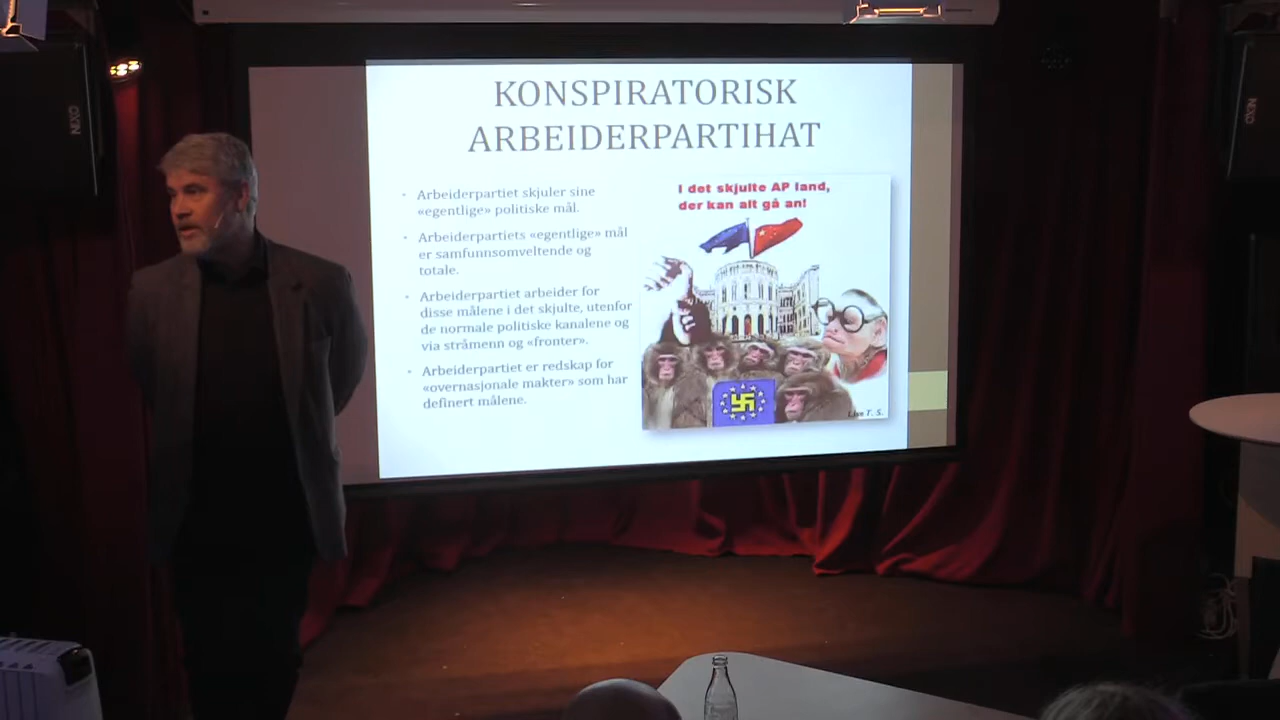 KONSPIRATORISK
ARBEIDERPARTIHAT
Arbeiderpartiet skjuler sine
«egentlige» politiske mål.
Arbeiderpartiets «egentlige» mål
er samfunnsomveltende og
totale.
Arbeiderpartiet arbeider for
disse målene i det skjulte, utenfor
de normale politiske kanalene og
via stråmenn og «fronter».
Arbeiderpartiet er redskap for
«overnasjonale makter» som har
definert målene.
I det skjulte AP land,
der kan alt gå an!
T. S.
NEXO
NEXO